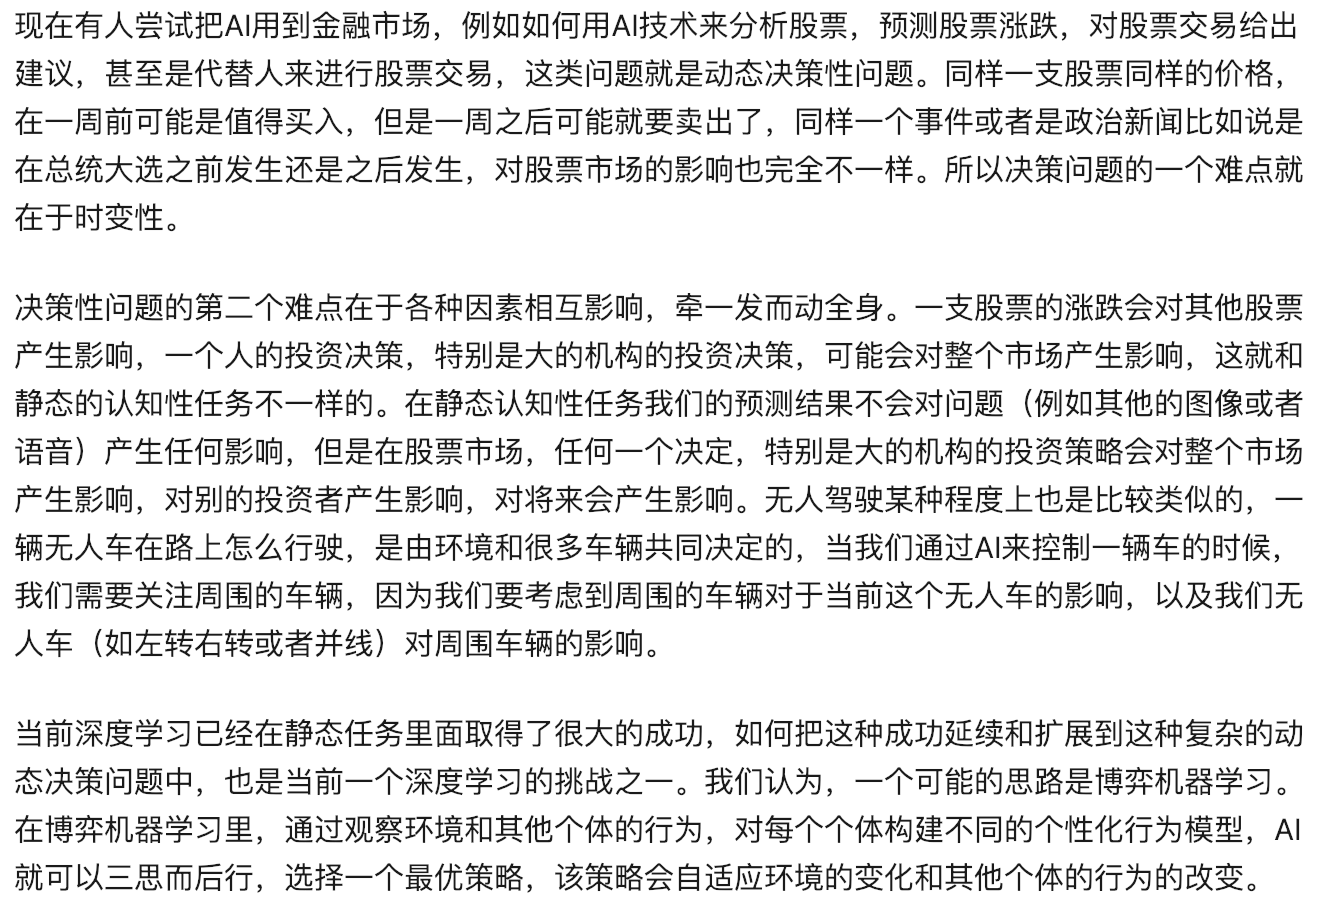 现在有人尝试把AI用到金融市场，例如如何用AI技术来分析股票，预测股票涨跌，对股票交易给出
建议，甚至是代替人来进行股票交易，这类问题就是动态决策性问题。同样一支股票同样的价格，
在一周前可能是值得买入，但是一周之后可能就要卖出了，同样一个事件或者是政治新闻比如说是
在总统大选之前发生还是之后发生，对股票市场的影响也完全不一样。所以决策问题的一个难点就
在于时变性。
决策性问题的第二个难点在于各种因素相互影响，牵一发而动全身。一支股票的涨跌会对其他股票
产生影响，一个人的投资决策，特别是大的机构的投资决策，可能会对整个市场产生影响，这就和
静态的认知性任务不一样的。在静态认知性任务我们的预测结果不会对问题（例如其他的图像或者
语音）产生任何影响，但是在股票市场，任何一个决定，特别是大的机构的投资策略会对整个市场
产生影响，对别的投资者产生影响，对将来会产生影响。无人驾驶某种程度上也是比较类似的，一
辆无人车在路上怎么行驶，是由环境和很多车辆共同决定的，当我们通过AI来控制一辆车的时候，
我们需要关注周围的车辆，因为我们要考虑到周围的车辆对于当前这个无人车的影响，以及我们无
人车（如左转右转或者并线）对周围车辆的影响。
当前深度学习已经在静态任务里面取得了很大的成功，如何把这种成功延续和扩展到这种复杂的动
态决策问题中，也是当前一个深度学习的挑战之一。我们认为，一个可能的思路是博弈机器学习。
在博弈机器学习里，通过观察环境和其他个体的行为，对每个个体构建不同的个性化行为模型，AI
就可以三思而后行，选择一个最优策略，该策略会自适应环境的变化和其他个体的行为的改变。